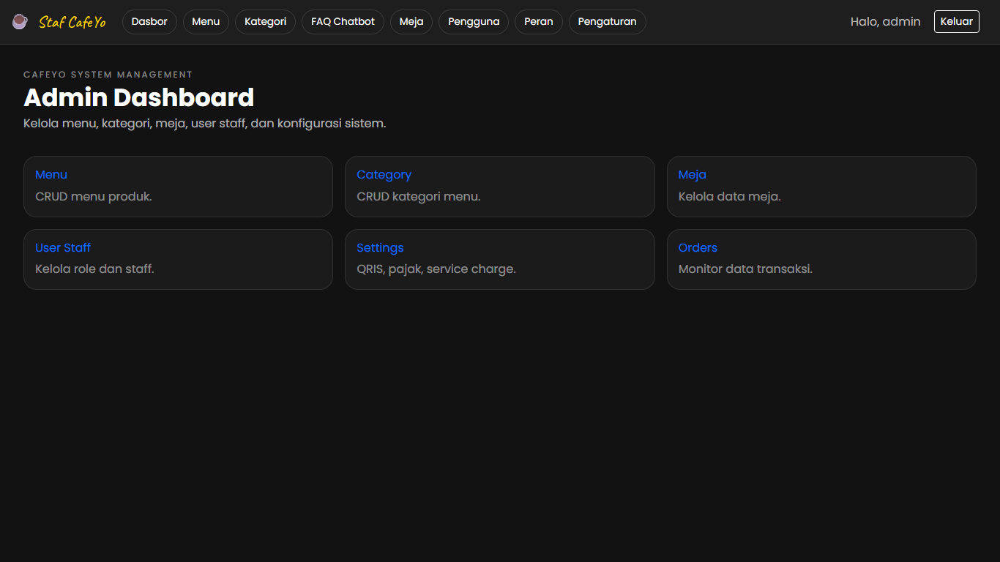 Staf CafeYo Dasbor Menu Kategori FAQ Chatbot Meja Pengguna Peran Pengaturan Halo, admin Keluar
CAFEYO SYSTEM MANAGEMENT
Admin Dashboard
Kelola menu, kategori, meja, user staff, dan konfigurasi sistem.
Menu
CRUD menu produk.
Category
CRUD kategori menu.
Meja
Kelola data meja.
User Staff
Kelola role dan staff.
Settings
QRIS, pajak, service charge.
Orders
Monitor data transaksi.